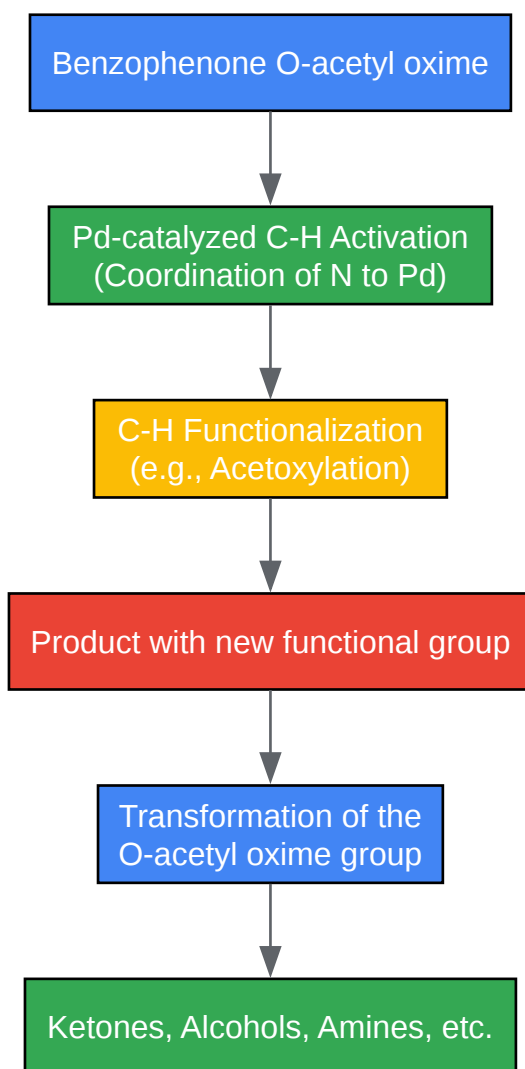 Benzophenone O-acetyl oxime
Pd-catalyzed C-H Activation
(Coordination of N to Pd)
C-H Functionalization
(e.g., Acetoxylation)
Product with new functional group
Transformation of the
O-acetyl oxime group
Ketones, Alcohols, Amines, etc.